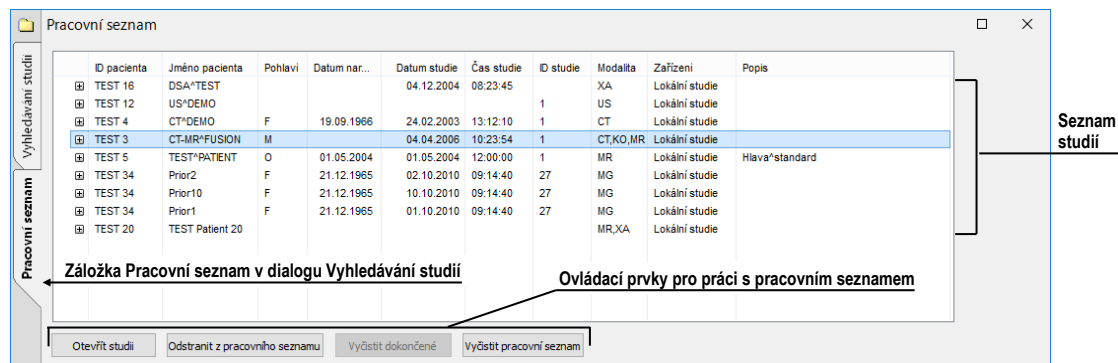 Pracovní seznam
Vyhledávání studií
Pracovní seznam
ID pacienta Jméno pacienta Pohlaví Datum nar... Datum studie Čas studie ID studie Modalita Zařízení Popis
TEST 16 DSA^TEST 04.12.2004 08:23:45 XA Lokální studie
TEST 12 US^DEMO 1 US Lokální studie
TEST 4 CT^DEMO F 19.09.1966 24.02.2003 13:12:10 1 CT Lokální studie
TEST 3 CT-MR^FUSION M 04.04.2006 10:23:54 1 CT,KO,MR Lokální studie
TEST 5 TEST^PATIENT O 01.05.2004 01.05.2004 12:00:00 1 MR Lokální studie Hlava^standard
TEST 34 Prior2 F 21.12.1965 02.10.2010 09:14:40 27 MG Lokální studie
TEST 34 Prior10 F 21.12.1965 10.10.2010 09:14:40 27 MG Lokální studie
TEST 34 Prior1 F 21.12.1965 01.10.2010 09:14:40 27 MG Lokální studie
TEST 20 TEST Patient 20 MR,XA Lokální studie
Seznam
studií
Záložka Pracovní seznam v dialogu Vyhledávání studií
Ovládací prvky pro práci s pracovním seznamem
Otevřít studii Odstranit z pracovního seznamu Vyčistit dokončené Vyčistit pracovní seznam